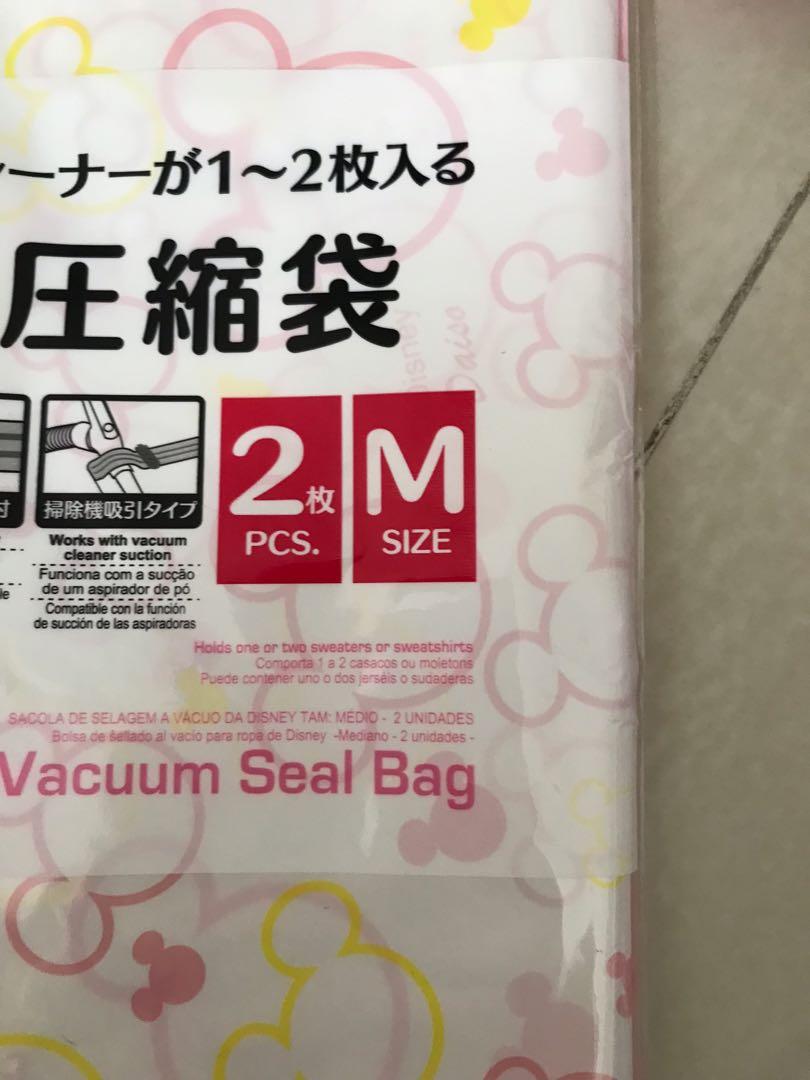 ーナーが1〜2枚入る
圧縮袋
Disney
Daiso
付
掃除機吸引タイプ
2枚
PCS.
M
SIZE
Works with vacuum
cleaner suction
Funciona com a sucção
de um aspirador de pó
Compatible con la función
de succión de las aspiradoras
le
Holds one or two sweaters or sweatshirts
Comporta 1 a 2 casacos ou moletons
Puede contener uno o dos jerséis o sudaderas
SACOLA DE SELAGEM A VÁCUO DA DISNEY TAM: MÉDIO - 2 UNIDADES
Bolsa de sellado al vacío para ropa de Disney -Mediano - 2 unidades -
Vacuum Seal Bag